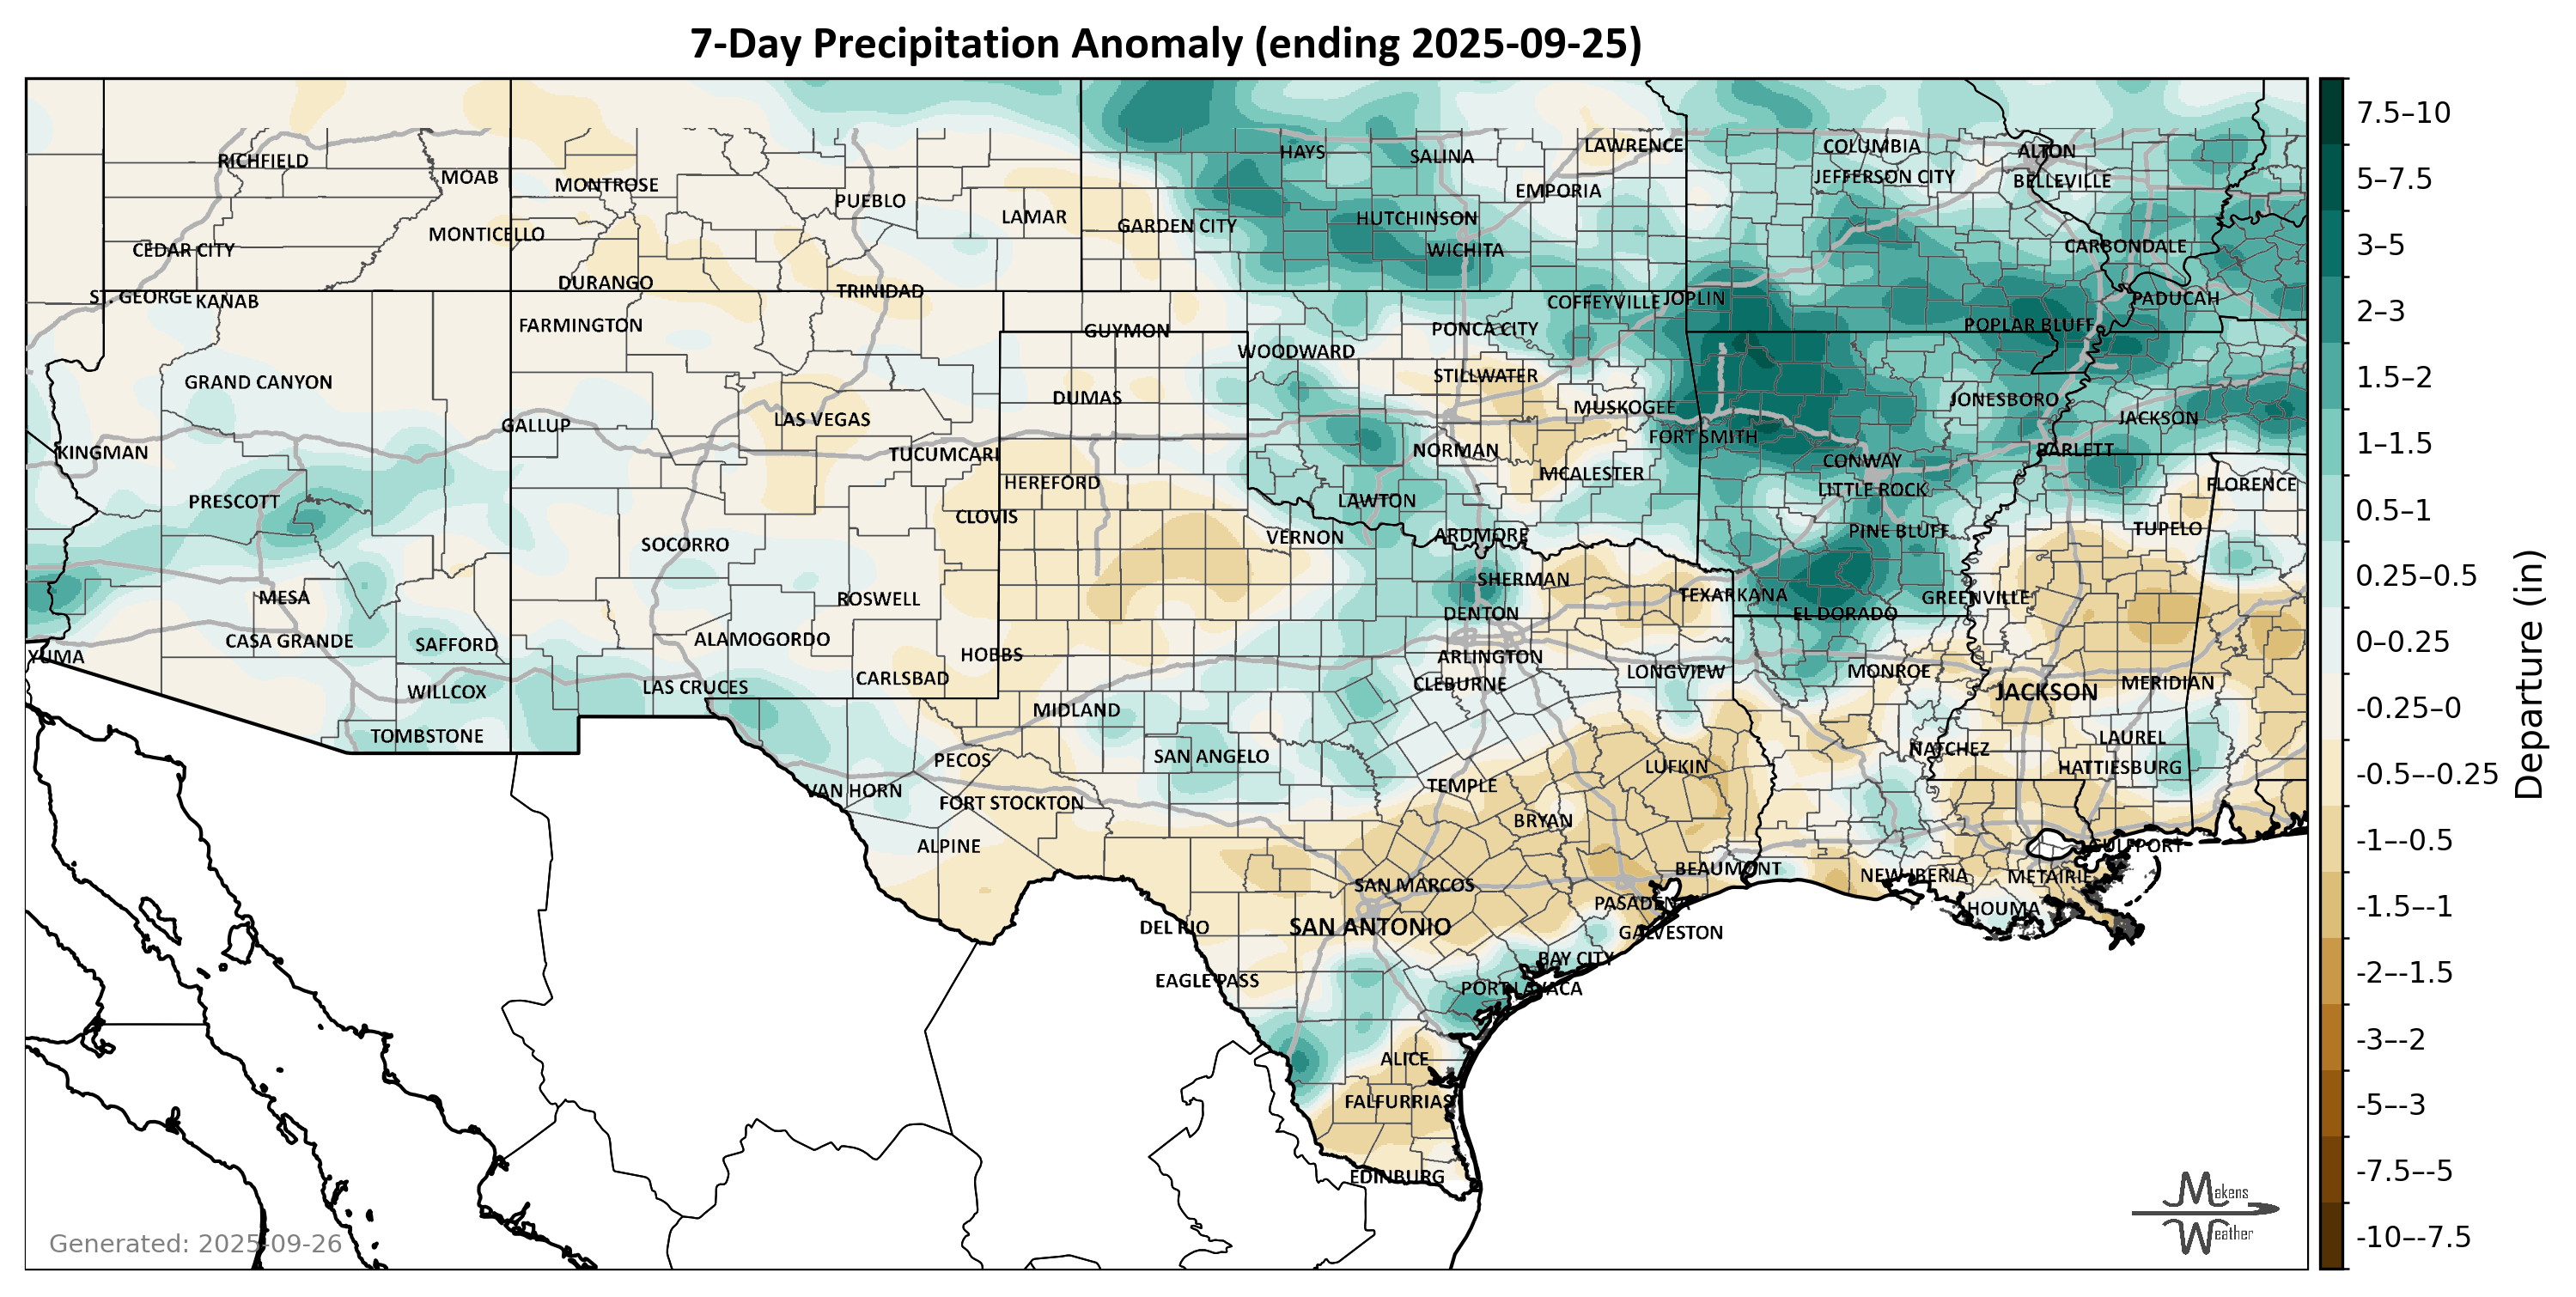 7-Day Precipitation Anomaly (ending 2025-09-25)
HAYS
SALINA
LAWRENCE
COLUMBIA
ALTON
RICHFIELD
MOAB
MONTROSE
EMPORIA
JEFFERSON CITY
BELLEVILLE
PUEBLO
LAMAR
GARDEN CITY
HUTCHINSON
MONTICELLO
CEDAR CITY
WICHITA
CARBONDALE
DURANGO
TRINIDAD
ST. GEORGE
KANAB
COFFEYVILLE
JOPLIN
PADUCAH
FARMINGTON
GUYMON
PONCA CITY
POPLAR BLUFF
WOODWARD
GRAND CANYON
STILLWATER
DUMAS
MUSKOGEE
JONESBORO
GALLUP
LAS VEGAS
JACKSON
FORT SMITH
KINGMAN
TUCUMCARI
NORMAN
BARLETT
CONWAY
MCALESTER
HEREFORD
LITTLE ROCK
FLORENCE
PRESCOTT
LAWTON
CLOVIS
PINE BLUFF
TUPELO
SOCORRO
VERNON
ARDMORE
SHERMAN
MESA
ROSWELL
TEXARKANA
GREENVILLE
DENTON
EL DORADO
CASA GRANDE
SAFFORD
ALAMOGORDO
YUMA
HOBBS
ARLINGTON
LONGVIEW
MONROE
CARLSBAD
CLEBURNE
MERIDIAN
WILLCOX
LAS CRUCES
JACKSON
MIDLAND
TOMBSTONE
LAUREL
PECOS
SAN ANGELO
NATCHEZ
LUFKIN
HATTIESBURG
VAN HORN
TEMPLE
FORT STOCKTON
BRYAN
ALPINE
GULFPORT
BEAUMONT
SAN MARCOS
NEW IBERIA
METAIRIE
PASADENA
HOUMA
DEL RIO
SAN ANTONIO
GALVESTON
BAY CITY
EAGLE PASS
PORT LAVACA
ALICE
FALFURRIAS
EDINBURG
Generated: 2025-09-26
Makens
Weather
7.5–10
5–7.5
3–5
2–3
1.5–2
1–1.5
0.5–1
0.25–0.5
0–0.25
-0.25–0
-0.5–-0.25
-1–-0.5
-1.5–-1
-2–-1.5
-3–-2
-5–-3
-7.5–-5
-10–-7.5
Departure (in)